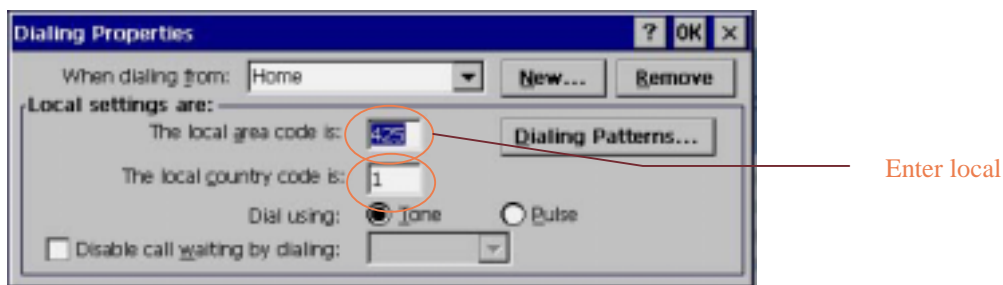 Dialing Properties ? OK ×
When dialing from: Home New... Remove
Local settings are:
The local area code is: 425 Dialing Patterns...
Enter local
The local country code is: 1
Dial using: Tone Pulse
Disable call waiting by dialing: